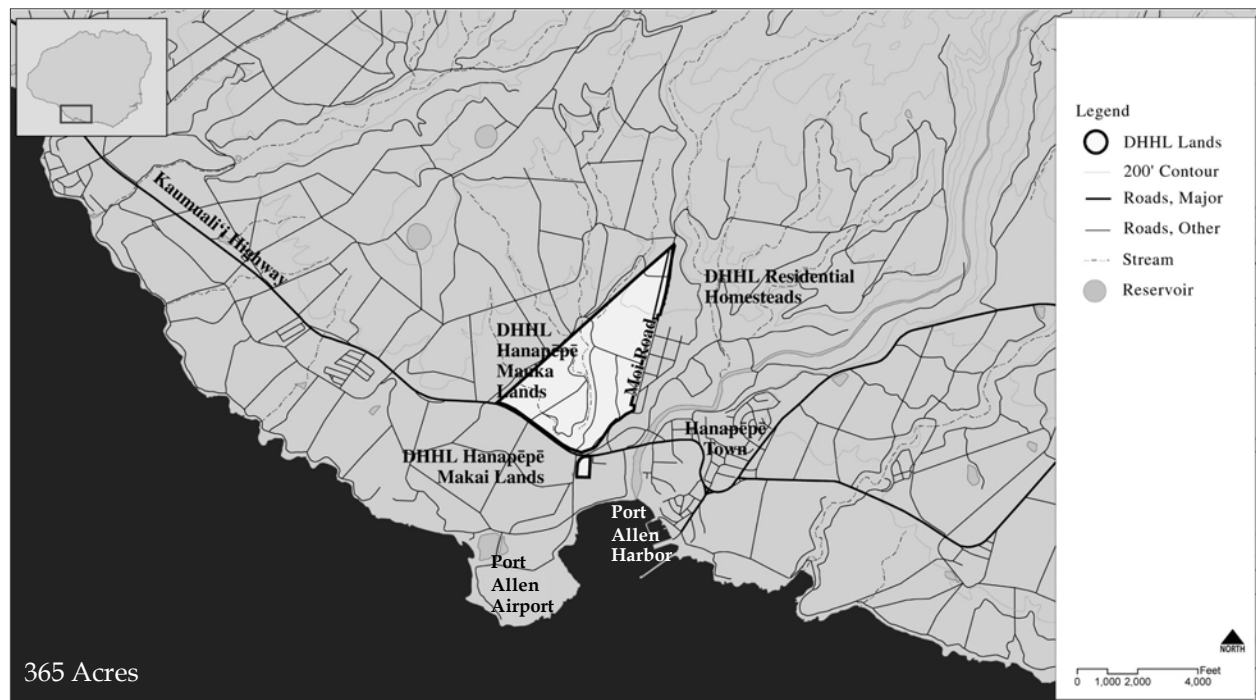 Kaumuali'i Highway
DHHL Residential
Homesteads
DHHL
Hanapēpē
Mauka
Lands
Moi Road
Hanapēpē
Town
DHHL Hanapēpē
Makai Lands
Port
Allen
Harbor
Port
Allen
Airport
365 Acres
Legend
DHHL Lands
200' Contour
Roads, Major
Roads, Other
Stream
Reservoir
NORTH
Feet
0 1,000 2,000 4,000